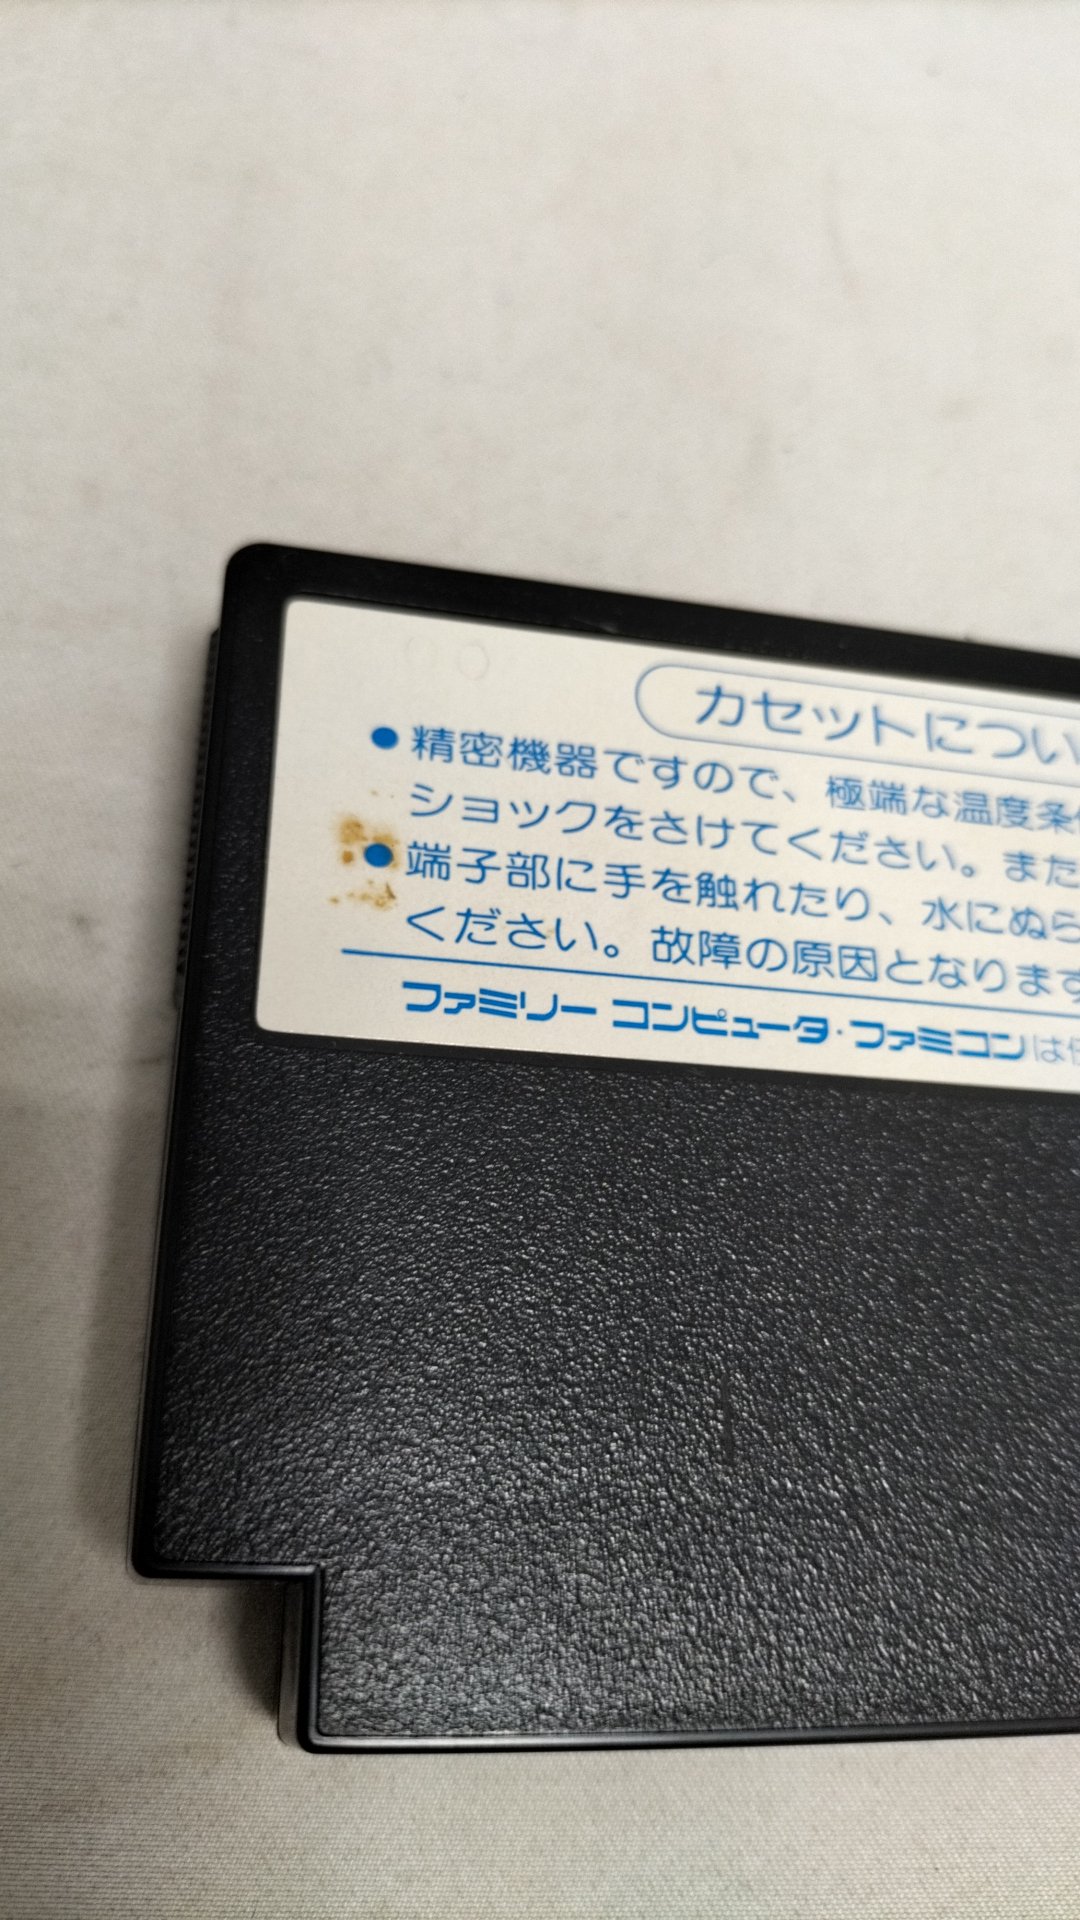 カセットについ
●精密機器ですので、極端な温度条件
ショックをさけてください。また
●端子部に手を触れたり、水にぬら
ください。故障の原因となります
ファミリー コンピュータ・ファミコンは任